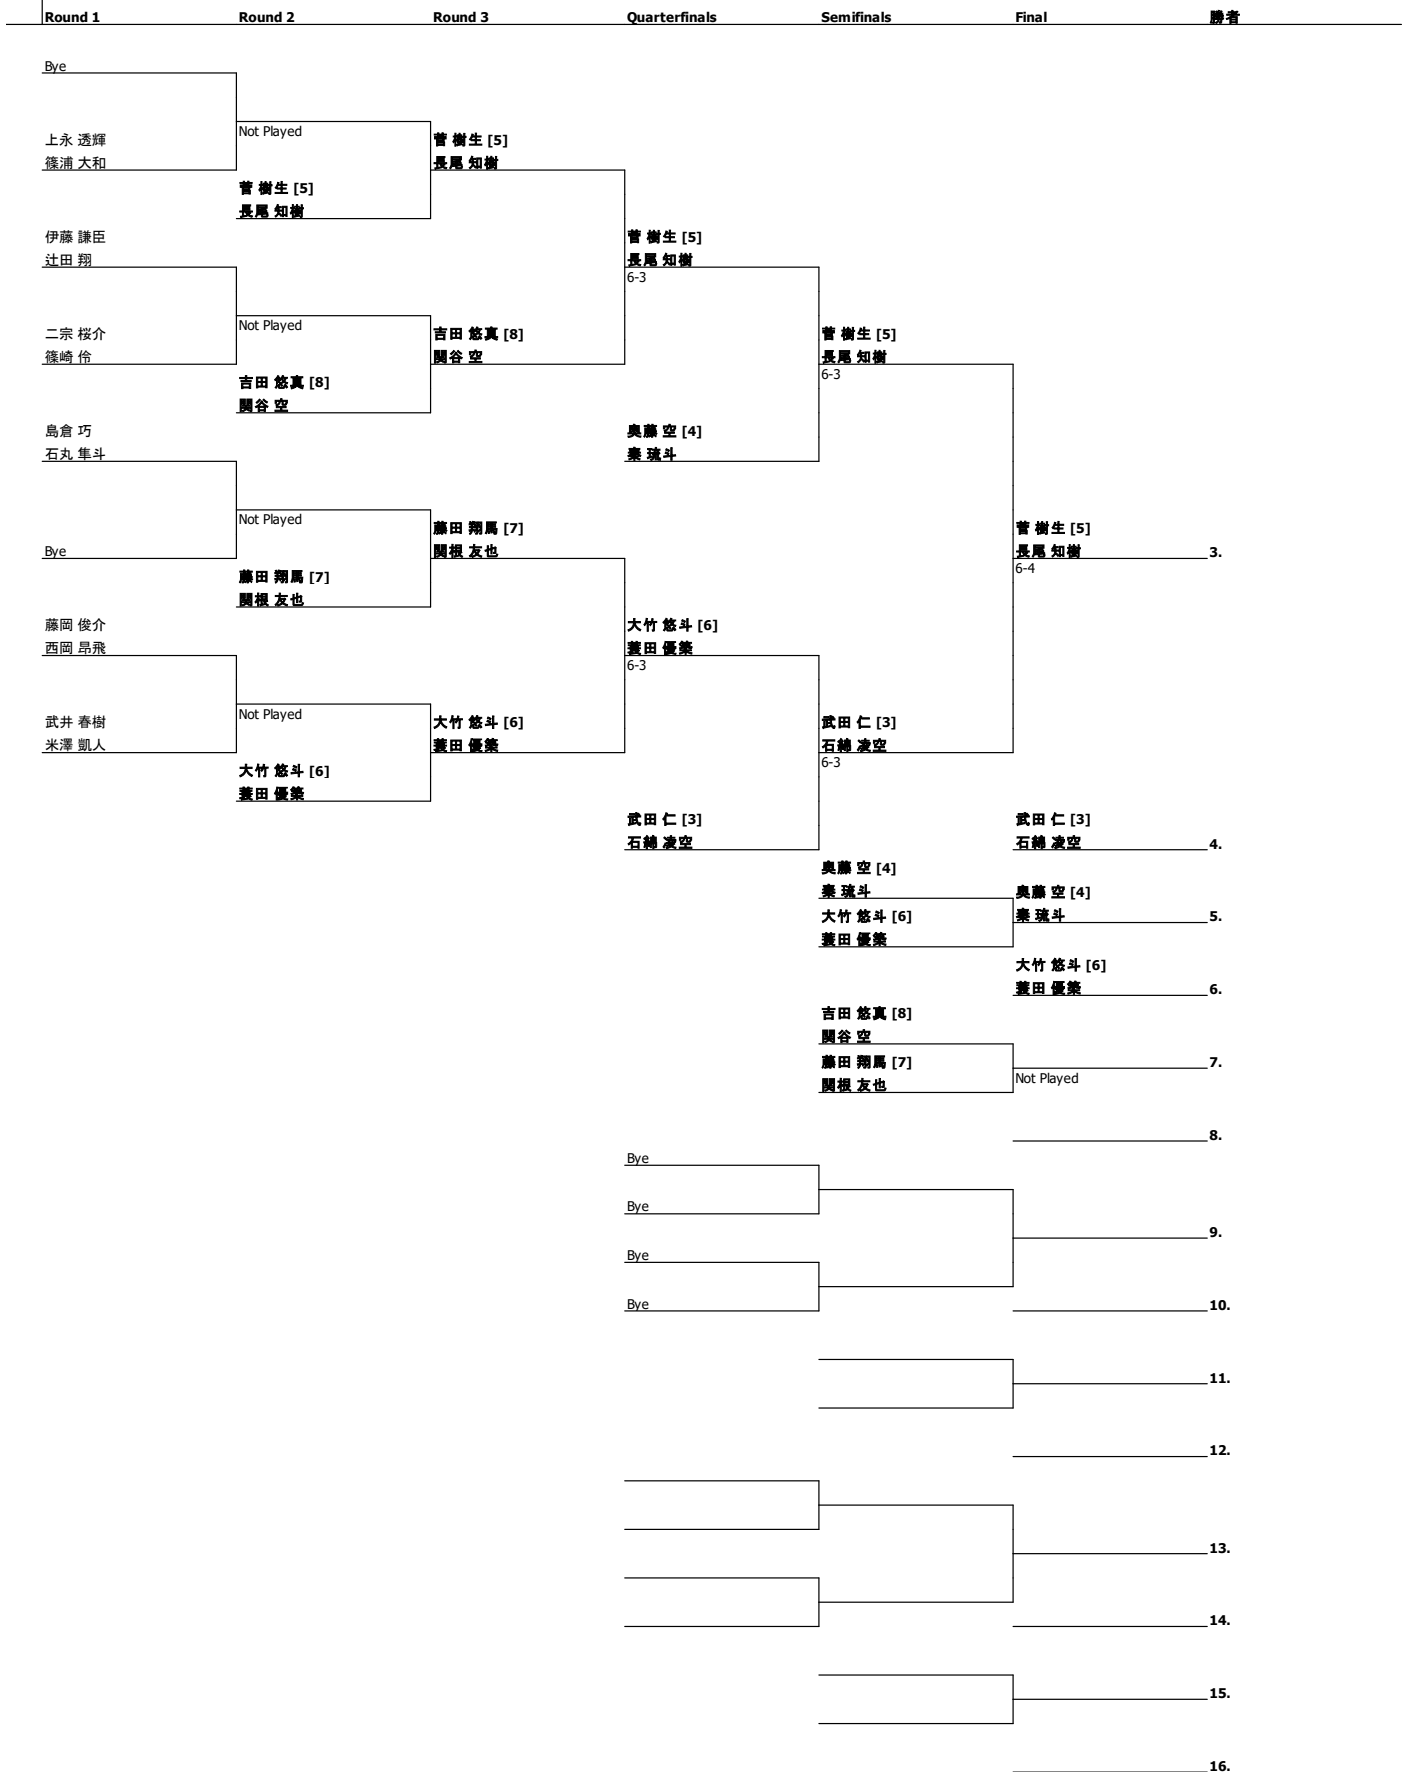 Round 1 Round 2 Round 3 Quarterfinals Semifinals Final 勝者
Bye
Not Played
上永 透輝
篠浦 大和
菅 樹生 [5]
長尾 知樹
菅 樹生 [5]
長尾 知樹
伊藤 謙臣
辻田 翔
菅 樹生 [5]
長尾 知樹
6-3
Not Played
二宗 桜介
篠崎 伶
吉田 悠真 [8]
関谷 空
菅 樹生 [5]
長尾 知樹
6-3
吉田 悠真 [8]
関谷 空
島倉 巧
石丸 隼斗
奥藤 空 [4]
秦 琉斗
Not Played
藤田 翔馬 [7]
関根 友也
菅 樹生 [5]
長尾 知樹
3.
6-4
Bye
藤田 翔馬 [7]
関根 友也
藤岡 俊介
西岡 昂飛
大竹 悠斗 [6]
蓑田 優築
6-3
Not Played
武井 春樹
米澤 凱人
大竹 悠斗 [6]
蓑田 優築
武田 仁 [3]
石綿 凌空
6-3
大竹 悠斗 [6]
蓑田 優築
武田 仁 [3]
石綿 凌空
武田 仁 [3]
石綿 凌空
4.
奥藤 空 [4]
秦 琉斗
奥藤 空 [4]
秦 琉斗
5.
大竹 悠斗 [6]
蓑田 優築
大竹 悠斗 [6]
蓑田 優築
6.
吉田 悠真 [8]
関谷 空
藤田 翔馬 [7]
関根 友也
7.
Not Played
8.
Bye
Bye
9.
Bye
Bye
10.
11.
12.
13.
14.
15.
16.